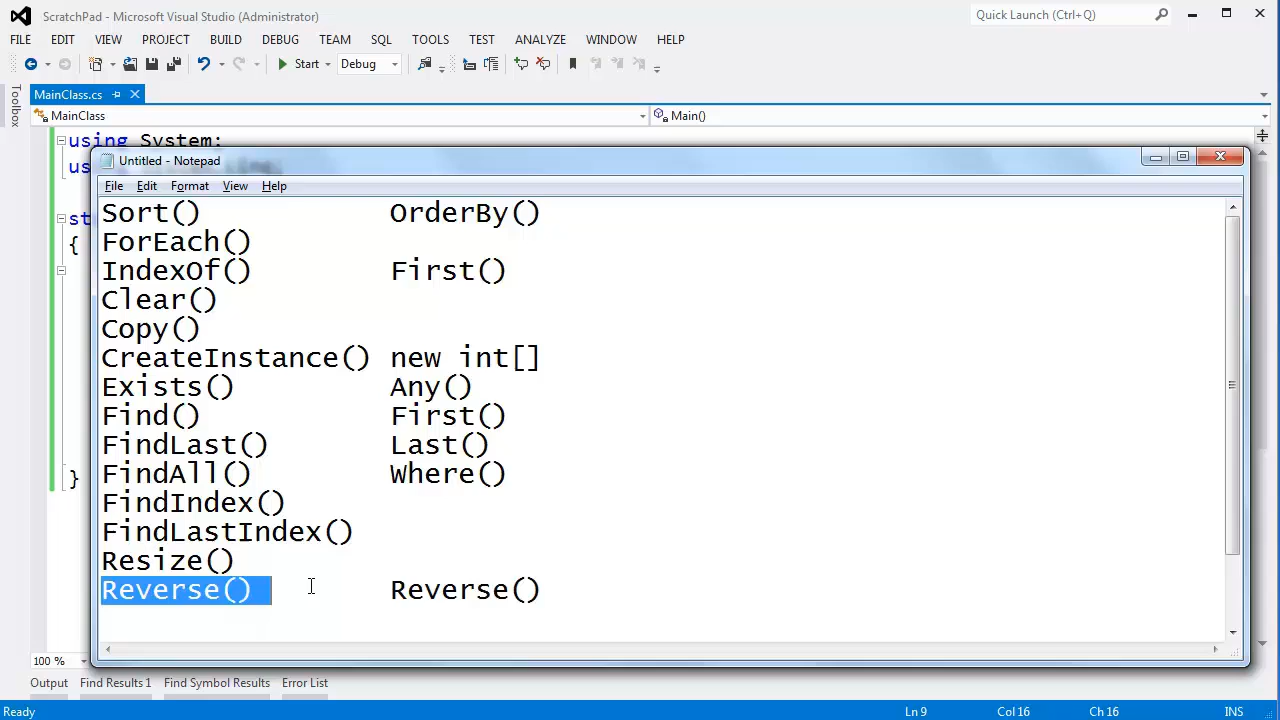 ScratchPad - Microsoft Visual Studio (Administrator)
Quick Launch (Ctrl+Q)
FILE EDIT VIEW PROJECT BUILD DEBUG TEAM SQL TOOLS TEST ANALYZE WINDOW HELP
Start Debug
Toolbox
MainClass.cs
MainClass Main()
using System;
us
Untitled - Notepad
File Edit Format View Help
st
{
Sort() OrderBy()
ForEach()
IndexOf() First()
Clear()
Copy()
CreateInstance() new int[]
Exists() Any()
Find() First()
FindLast() Last()
FindAll() Where()
}
FindIndex()
FindLastIndex()
Resize()
Reverse() Reverse()
100 %
Output Find Results 1 Find Symbol Results Error List
Ready Ln 9 Col 16 Ch 16 INS